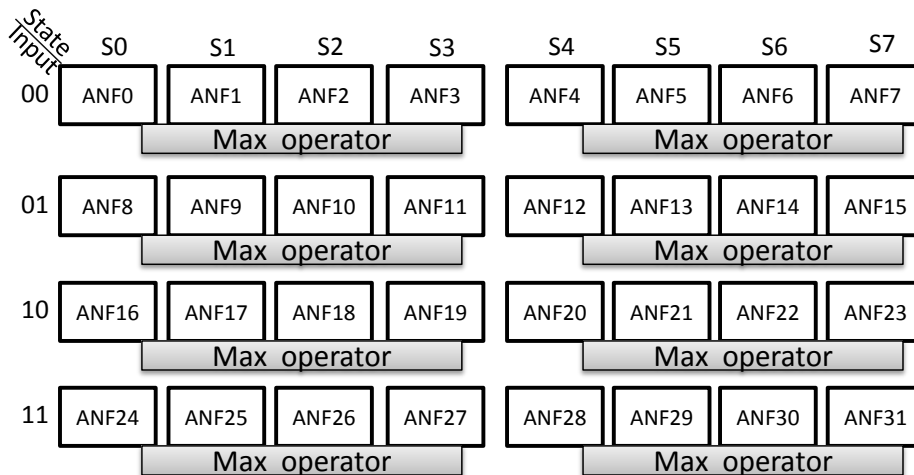 State
Input
S0 S1 S2 S3 S4 S5 S6 S7
00 ANF0 ANF1 ANF2 ANF3 ANF4 ANF5 ANF6 ANF7
Max operator Max operator
01 ANF8 ANF9 ANF10 ANF11 ANF12 ANF13 ANF14 ANF15
Max operator Max operator
10 ANF16 ANF17 ANF18 ANF19 ANF20 ANF21 ANF22 ANF23
Max operator Max operator
11 ANF24 ANF25 ANF26 ANF27 ANF28 ANF29 ANF30 ANF31
Max operator Max operator